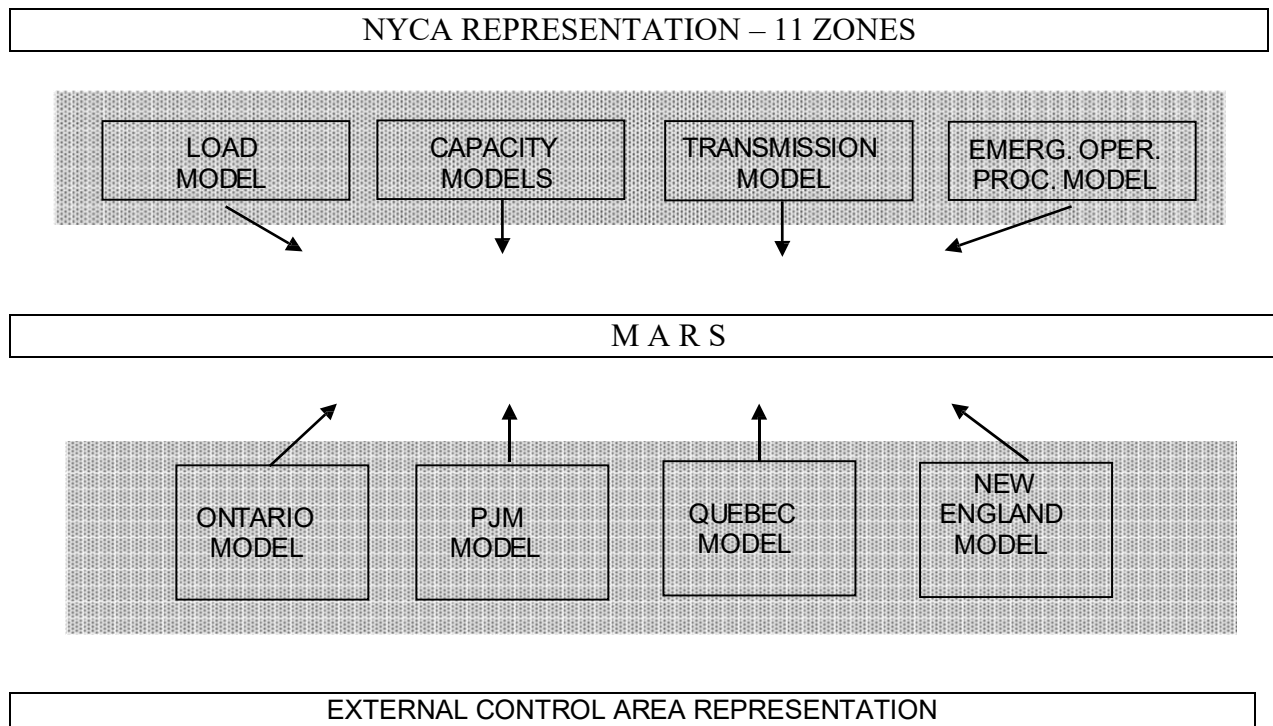 NYCA REPRESENTATION – 11 ZONES
LOAD
MODEL
CAPACITY
MODELS
TRANSMISSION
MODEL
EMERG. OPER.
PROC. MODEL
M A R S
ONTARIO
MODEL
PJM
MODEL
QUEBEC
MODEL
NEW
ENGLAND
MODEL
EXTERNAL CONTROL AREA REPRESENTATION